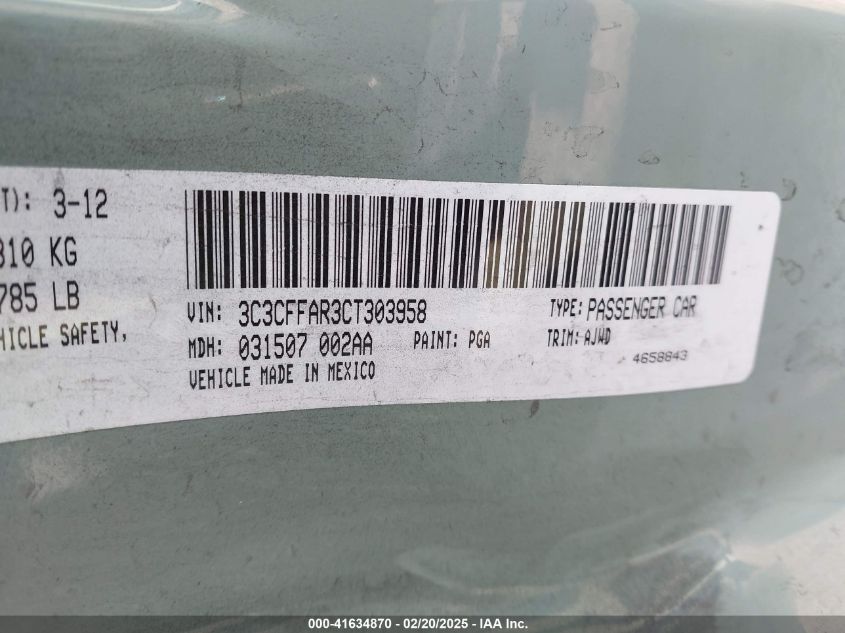 T): 3-12
810 KG
785 LB
HICLE SAFETY,
VIN: 3C3CFFAR3CT303958
TYPE: PASSENGER CAR
MDH: 031507 002AA
PAINT: PGA
TRIM: AJWD
VEHICLE MADE IN MEXICO
4658843
000-41634870 - 02/20/2025 - IAA Inc.